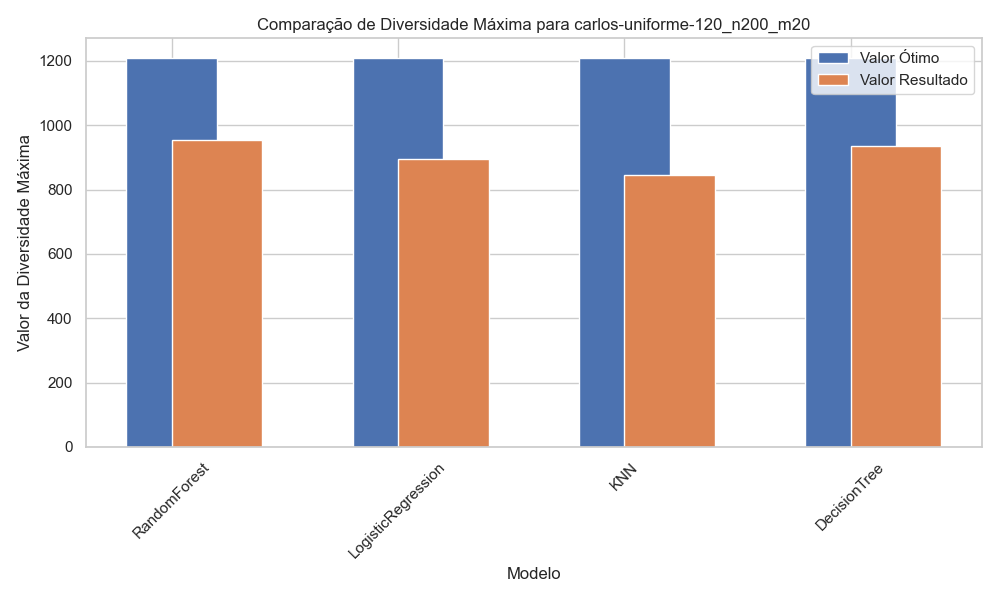 Comparação de Diversidade Máxima para carlos-uniforme-120_n200_m20
Valor Ótimo
Valor Resultado
Valor da Diversidade Máxima
1200
1000
800
600
400
200
0
RandomForest
LogisticRegression
KNN
DecisionTree
Modelo